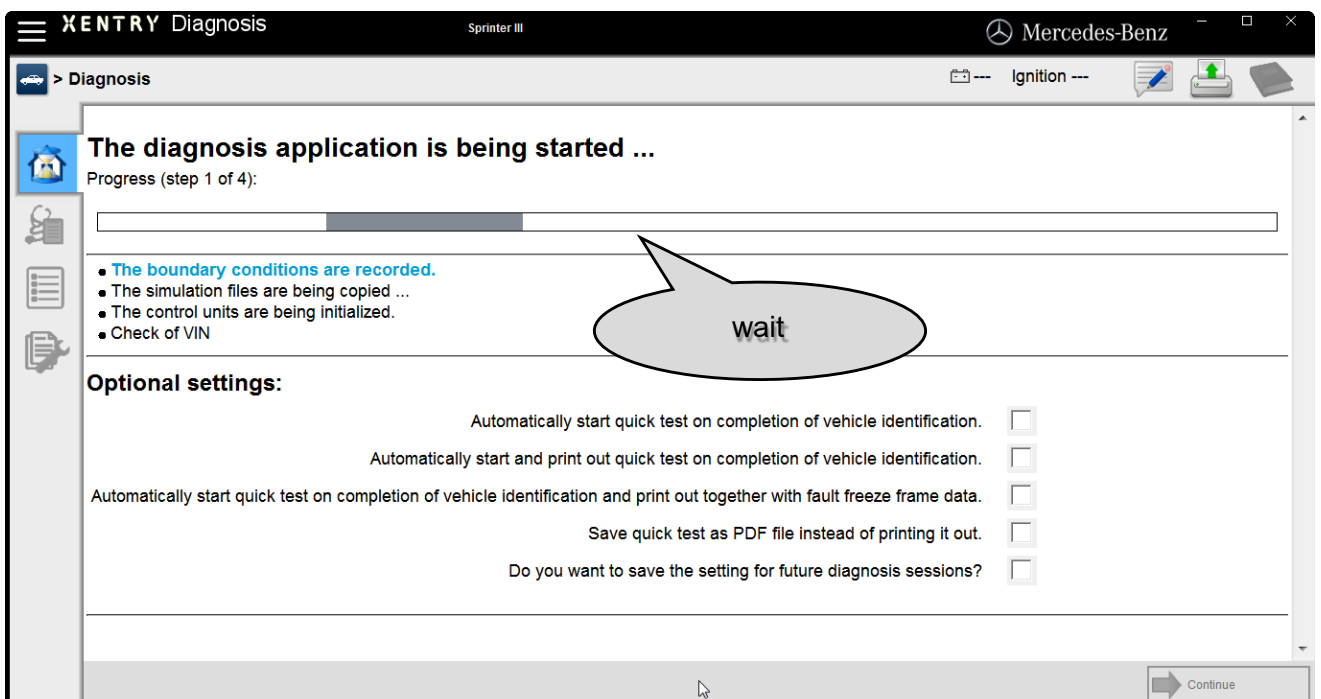 XENTRY Diagnosis
Sprinter III
Mercedes-Benz
> Diagnosis
---
Ignition ---
The diagnosis application is being started ...
Progress (step 1 of 4):
The boundary conditions are recorded.
The simulation files are being copied ...
The control units are being initialized.
Check of VIN
wait
Optional settings:
Automatically start quick test on completion of vehicle identification.
Automatically start and print out quick test on completion of vehicle identification.
Automatically start quick test on completion of vehicle identification and print out together with fault freeze frame data.
Save quick test as PDF file instead of printing it out.
Do you want to save the setting for future diagnosis sessions?
Continue